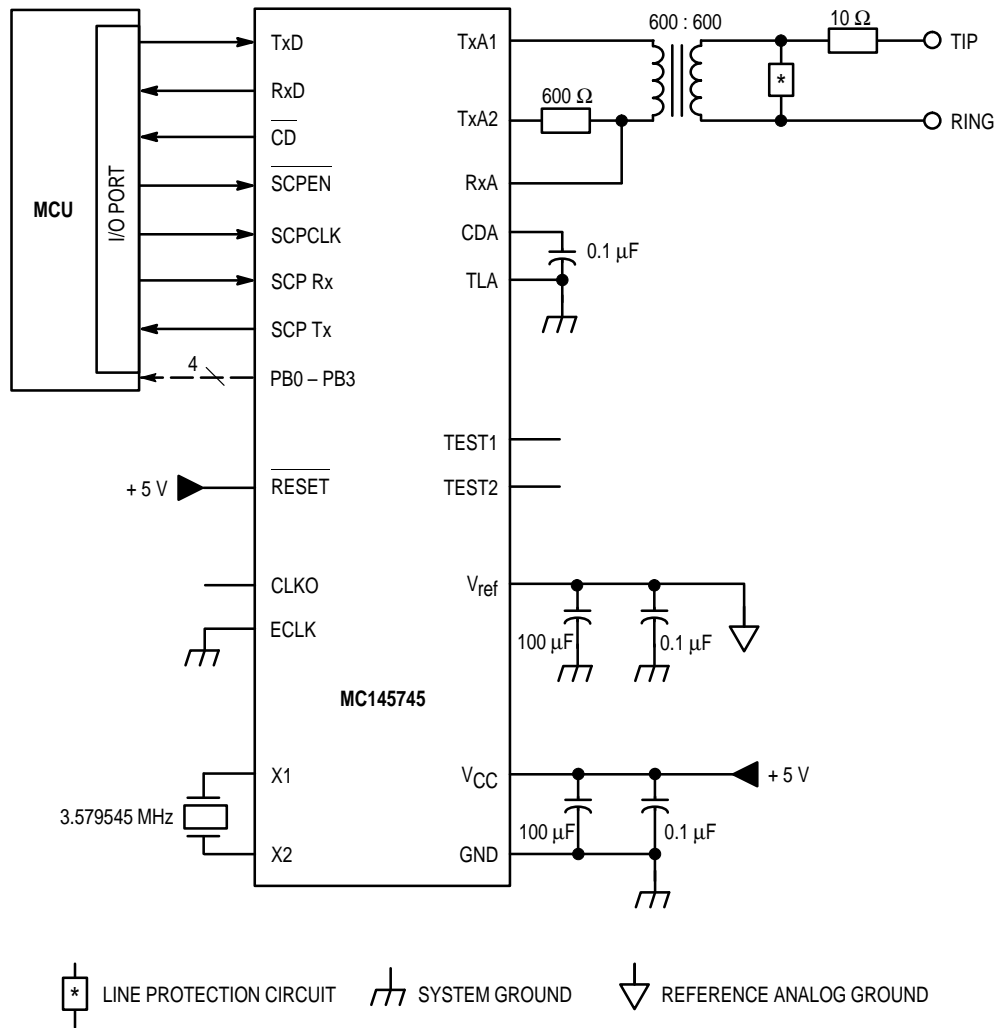 MCU
I/O PORT
TxD
RxD
C̅D̅
S̅C̅P̅E̅N̅
SCPCLK
SCP Rx
SCP Tx
4
PB0 – PB3
+ 5 V
R̅E̅S̅E̅T̅
CLKO
ECLK
X1
3.579545 MHz
X2
MC145745
TxA1
TxA2
RxA
CDA
TLA
TEST1
TEST2
Vref
VCC
GND
600 : 600
10 Ω
TIP
*
600 Ω
RING
0.1 μF
100 μF
0.1 μF
+ 5 V
100 μF
0.1 μF
* LINE PROTECTION CIRCUIT
SYSTEM GROUND
REFERENCE ANALOG GROUND